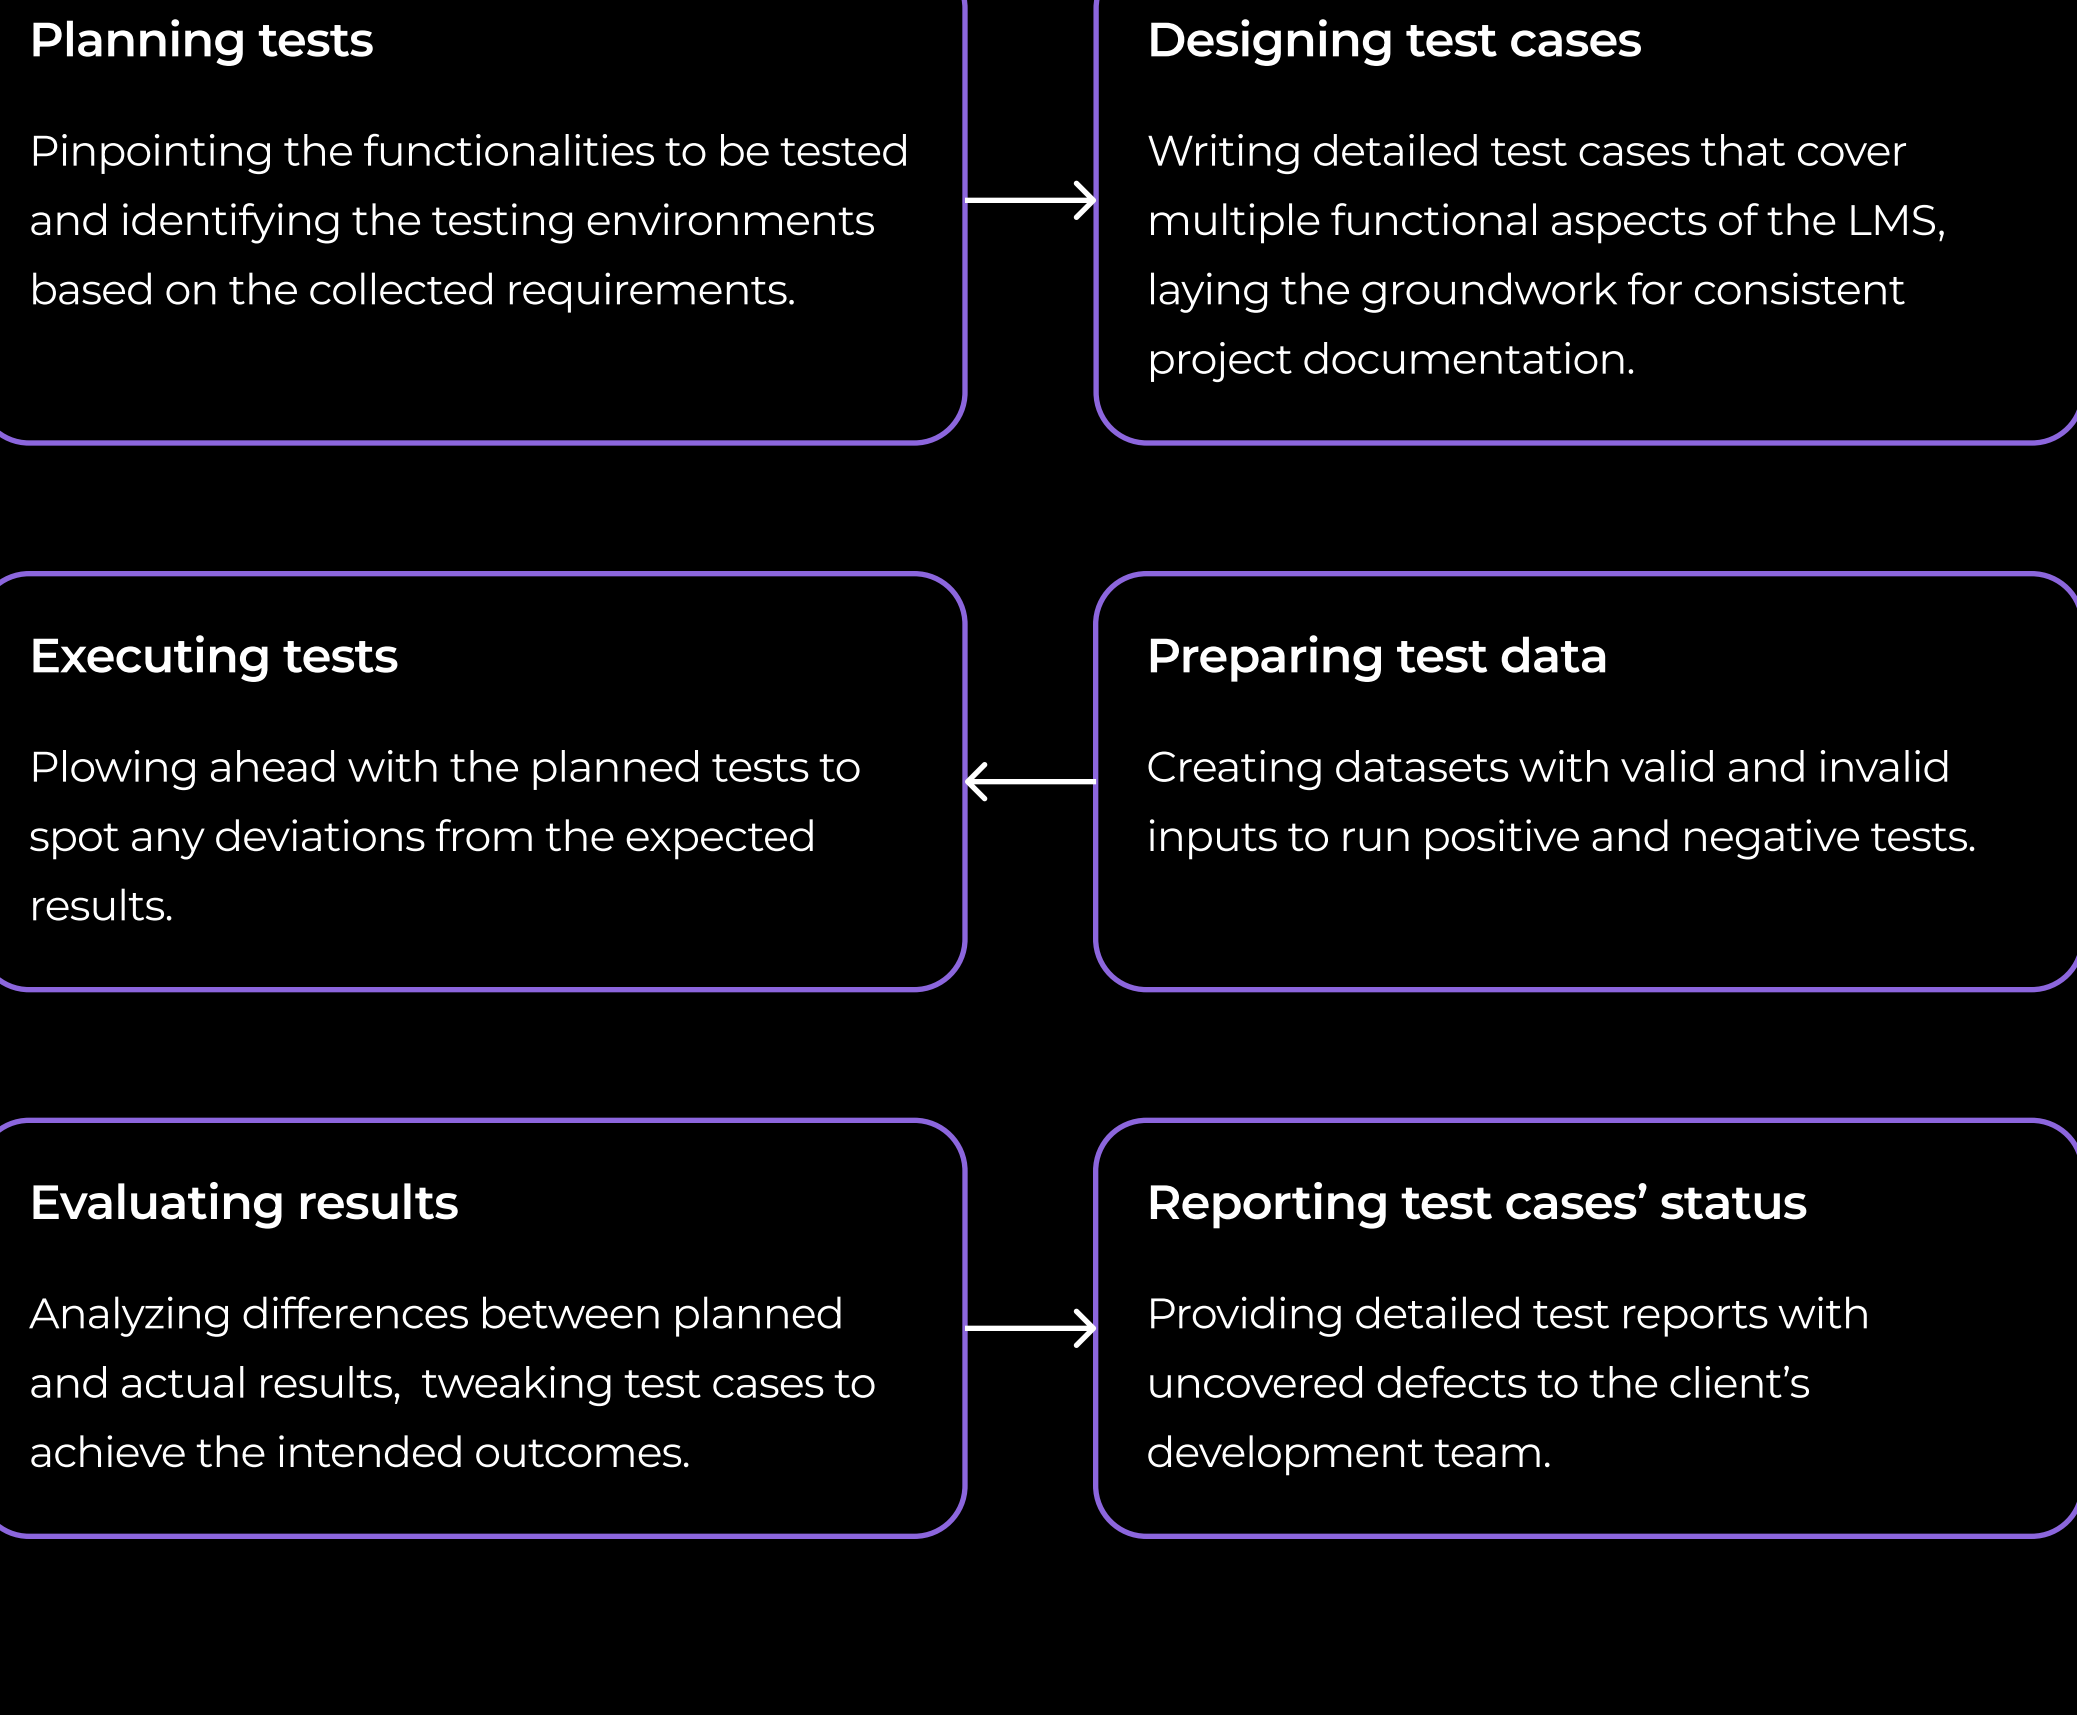 Planning tests
Pinpointing the functionalities to be tested
and identifying the testing environments
based on the collected requirements.
Designing test cases
Writing detailed test cases that cover
multiple functional aspects of the LMS,
laying the groundwork for consistent
project documentation.
Executing tests
Plowing ahead with the planned tests to
spot any deviations from the expected
results.
Preparing test data
Creating datasets with valid and invalid
inputs to run positive and negative tests.
Evaluating results
Analyzing differences between planned
and actual results,  tweaking test cases to
achieve the intended outcomes.
Reporting test cases’ status
Providing detailed test reports with
uncovered defects to the client’s
development team.